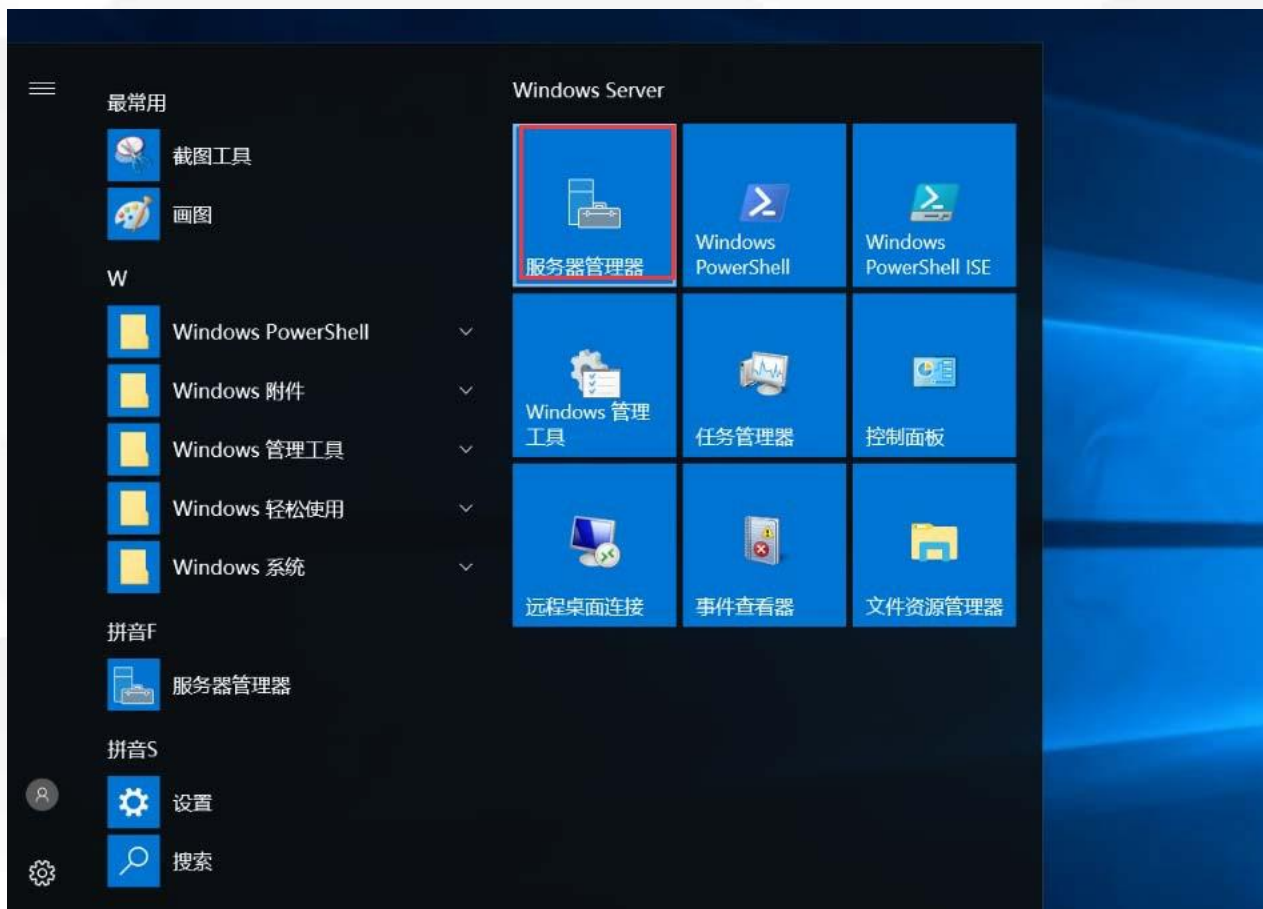 最常用
截图工具
画图
W
Windows PowerShell
Windows 附件
Windows 管理工具
Windows 轻松使用
Windows 系统
拼音F
服务器管理器
拼音S
设置
搜索
Windows Server
服务器管理器
Windows
PowerShell
Windows
PowerShell ISE
Windows 管理
工具
任务管理器
控制面板
远程桌面连接
事件查看器
文件资源管理器